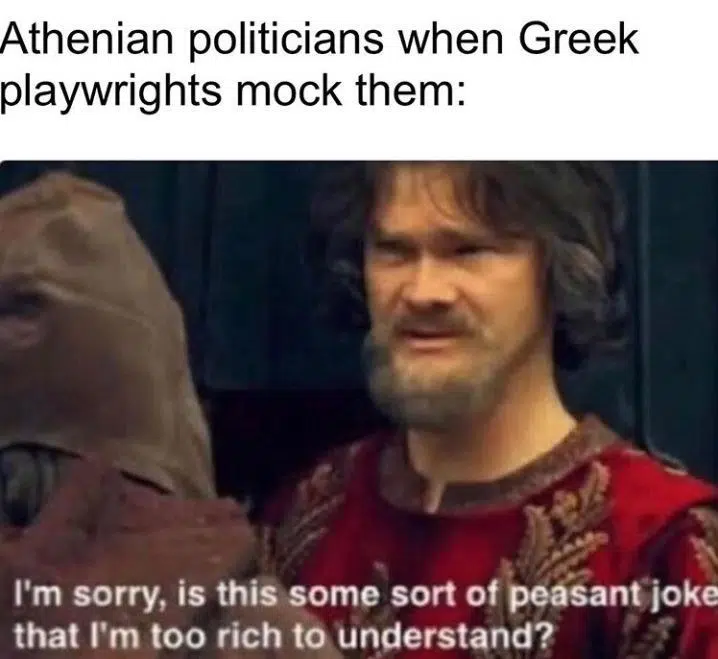 Athenian politicians when Greek
playwrights mock them:
I'm sorry, is this some sort of peasant joke
that I'm too rich to understand?